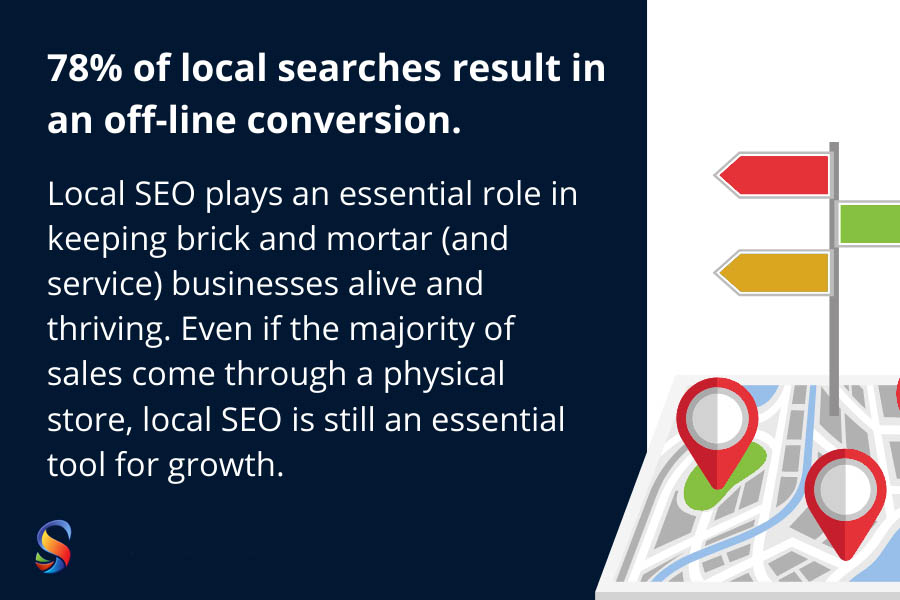 78% of local searches result in
an off-line conversion.
Local SEO plays an essential role in
keeping brick and mortar (and
service) businesses alive and
thriving. Even if the majority of
sales come through a physical
store, local SEO is still an essential
tool for growth.